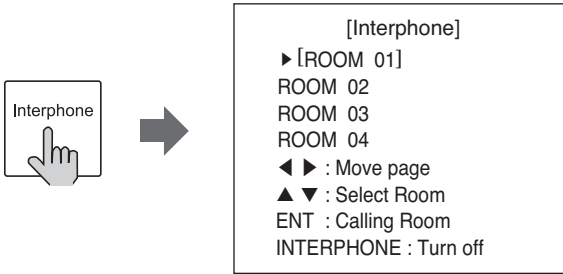 Interphone
[Interphone]
▶[ROOM 01]
ROOM 02
ROOM 03
ROOM 04
◀ ▶ : Move page
▲ ▼ : Select Room
ENT : Calling Room
INTERPHONE : Turn off